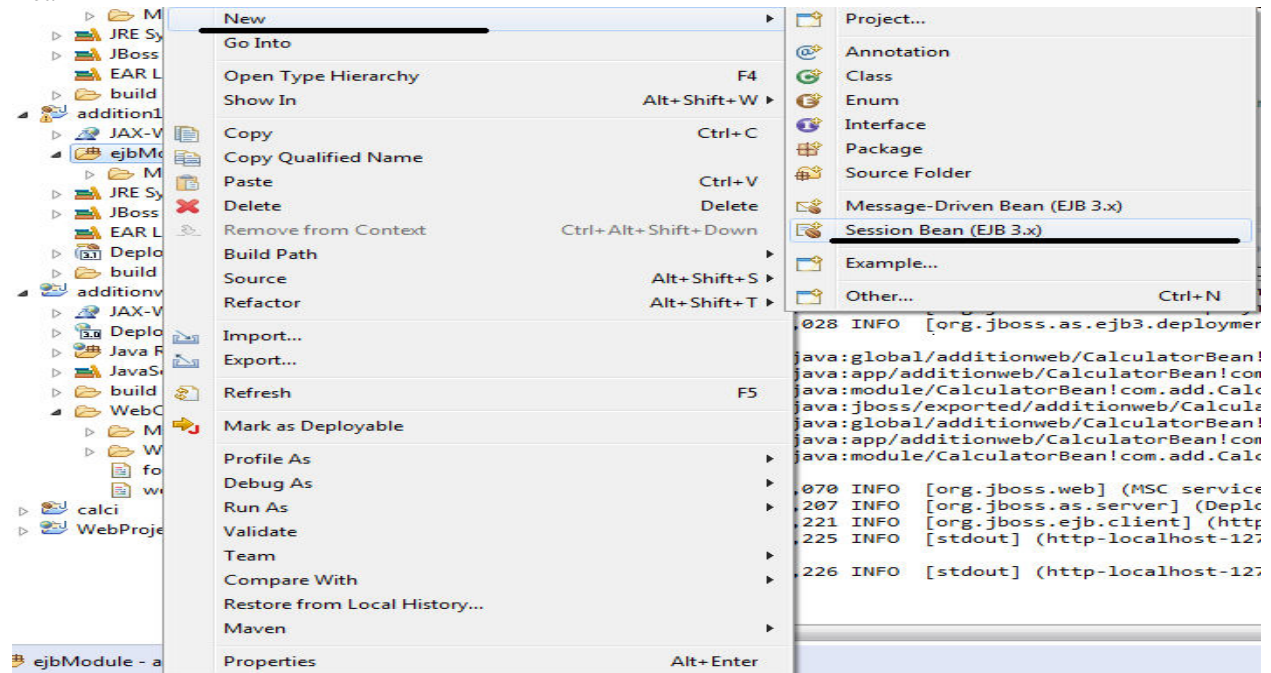 M
JRE Sy
JBoss
EAR L
build
addition1
JAX-V
ejbMo
M
JRE Sy
JBoss
EAR L
Deplo
build
additionw
JAX-V
Deplo
Java R
JavaS
build
WebC
M
W
fo
we
calci
WebProje
New
Go Into
Open Type Hierarchy F4
Show In Alt+Shift+W
Copy Ctrl+C
Copy Qualified Name
Paste Ctrl+V
Delete Delete
Remove from Context Ctrl+Alt+Shift+Down
Build Path
Source Alt+Shift+S
Refactor Alt+Shift+T
Import...
Export...
Refresh F5
Mark as Deployable
Profile As
Debug As
Run As
Validate
Team
Compare With
Restore from Local History...
Maven
Properties Alt+Enter
Project...
Annotation
Class
Enum
Interface
Package
Source Folder
Message-Driven Bean (EJB 3.x)
Session Bean (EJB 3.x)
Example...
Other... Ctrl+N
,028 INFO [org.jboss.as.ejb3.deploymen
java:global/additionweb/CalculatorBean!
java:app/additionweb/CalculatorBean!com
java:module/CalculatorBean!com.add.Calc
java:jboss/exported/additionweb/Calcula
java:global/additionweb/CalculatorBean!
java:app/additionweb/CalculatorBean!com
java:module/CalculatorBean!com.add.Calc
,070 INFO [org.jboss.web] (MSC service
,207 INFO [org.jboss.as.server] (Deplo
,221 INFO [org.jboss.ejb.client] (http
,225 INFO [stdout] (http-localhost-127
,226 INFO [stdout] (http-localhost-127
ejbModule - a